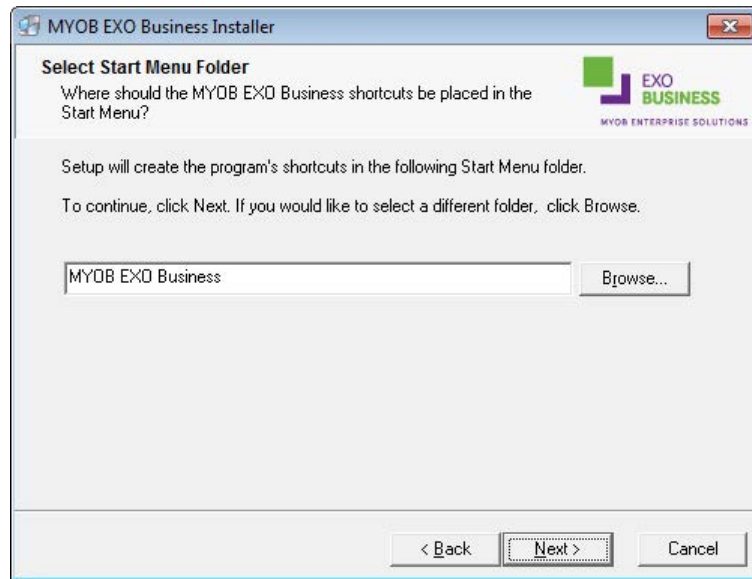 MYOB EXO Business Installer
Select Start Menu Folder
Where should the MYOB EXO Business shortcuts be placed in the
Start Menu?
EXO
BUSINESS
MYOB ENTERPRISE SOLUTIONS
Setup will create the program's shortcuts in the following Start Menu folder.
To continue, click Next. If you would like to select a different folder, click Browse.
MYOB EXO Business
Browse...
< Back
Next >
Cancel